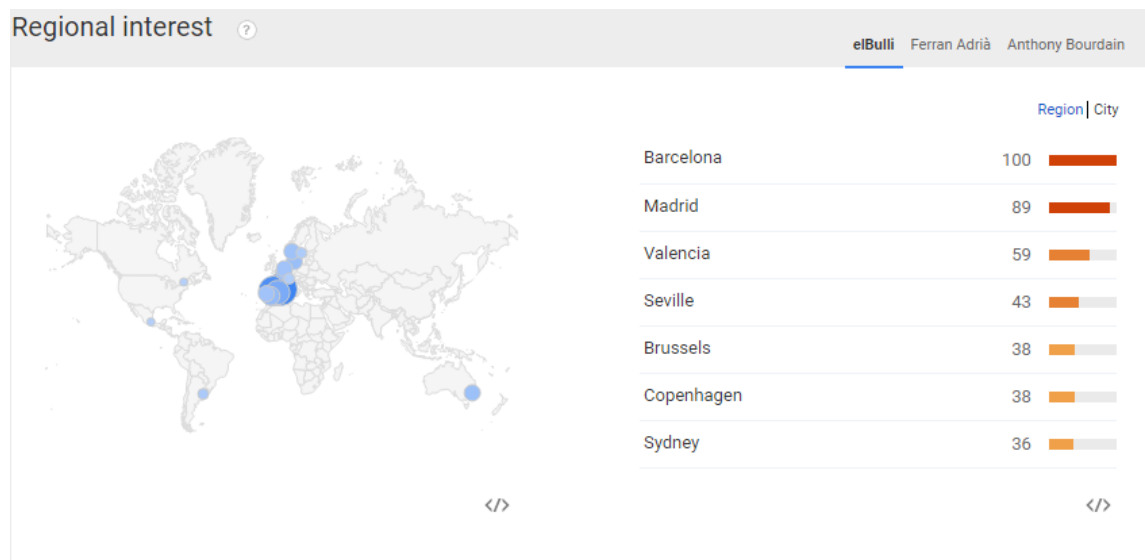 Regional interest ?
elBulli Ferran Adrià Anthony Bourdain
Region | City
Barcelona 100
Madrid 89
Valencia 59
Seville 43
Brussels 38
Copenhagen 38
Sydney 36
</> </>